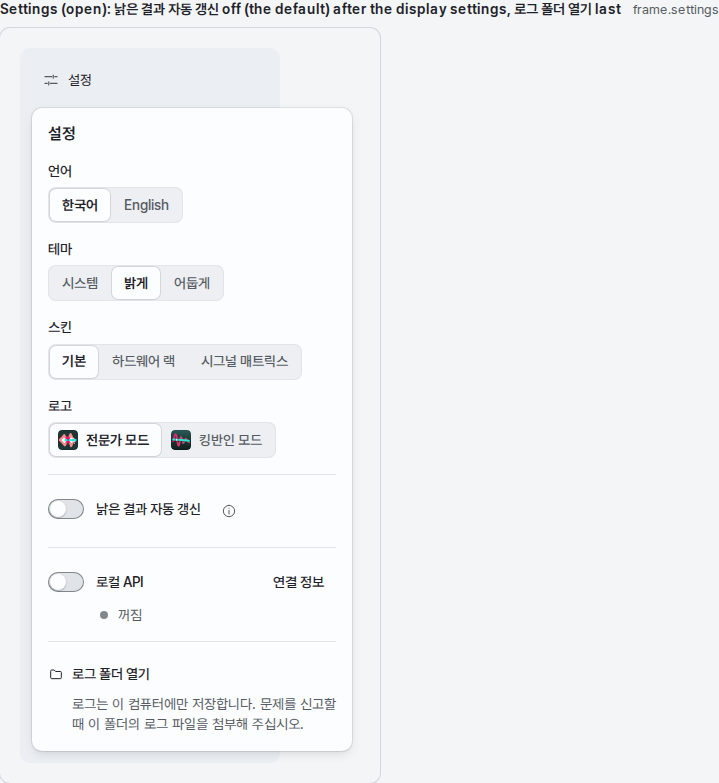 Settings (open): 낡은 결과 자동 갱신 off (the default) after the display settings, 로그 폴더 열기 last frame.settings
설정
설정
언어
한국어 English
테마
시스템 밝게 어둡게
스킨
기본 하드웨어 랙 시그널 매트릭스
로고
전문가 모드 킹반인 모드
낡은 결과 자동 갱신
로컬 API 연결 정보
꺼짐
로그 폴더 열기
로그는 이 컴퓨터에만 저장합니다. 문제를 신고할
때 이 폴더의 로그 파일을 첨부해 주십시오.